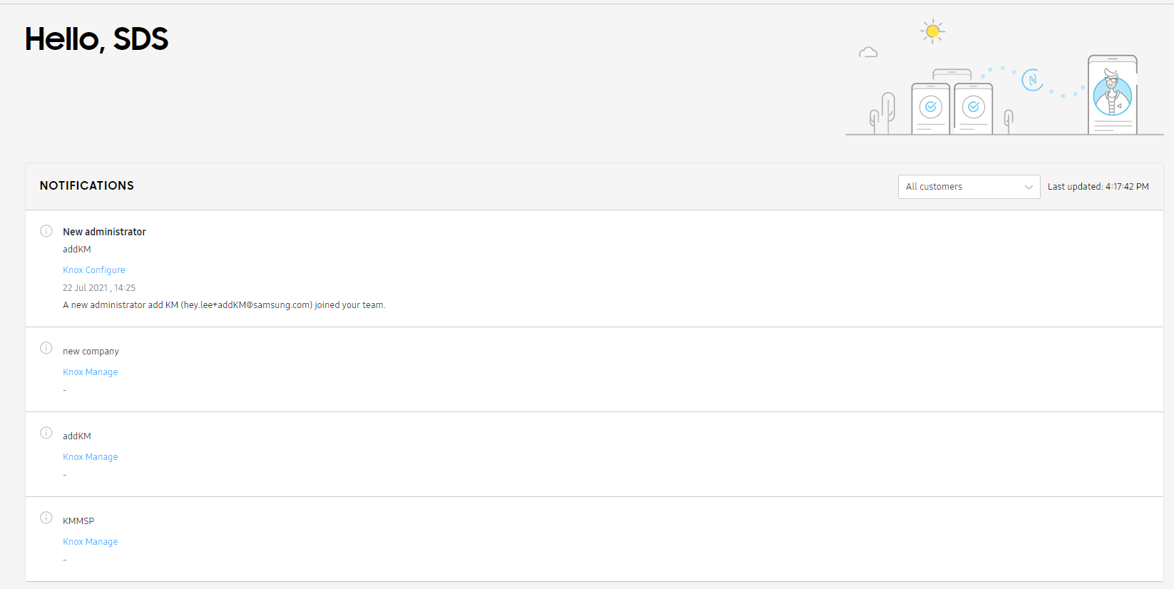 Hello, SDS
NOTIFICATIONS
All customers
Last updated: 4:17:42 PM
New administrator
addKM
Knox Configure
22 Jul 2021 , 14:25
A new administrator add KM (hey.lee+addKM@samsung.com) joined your team.
new company
Knox Manage
-
addKM
Knox Manage
-
KMMSP
Knox Manage
-